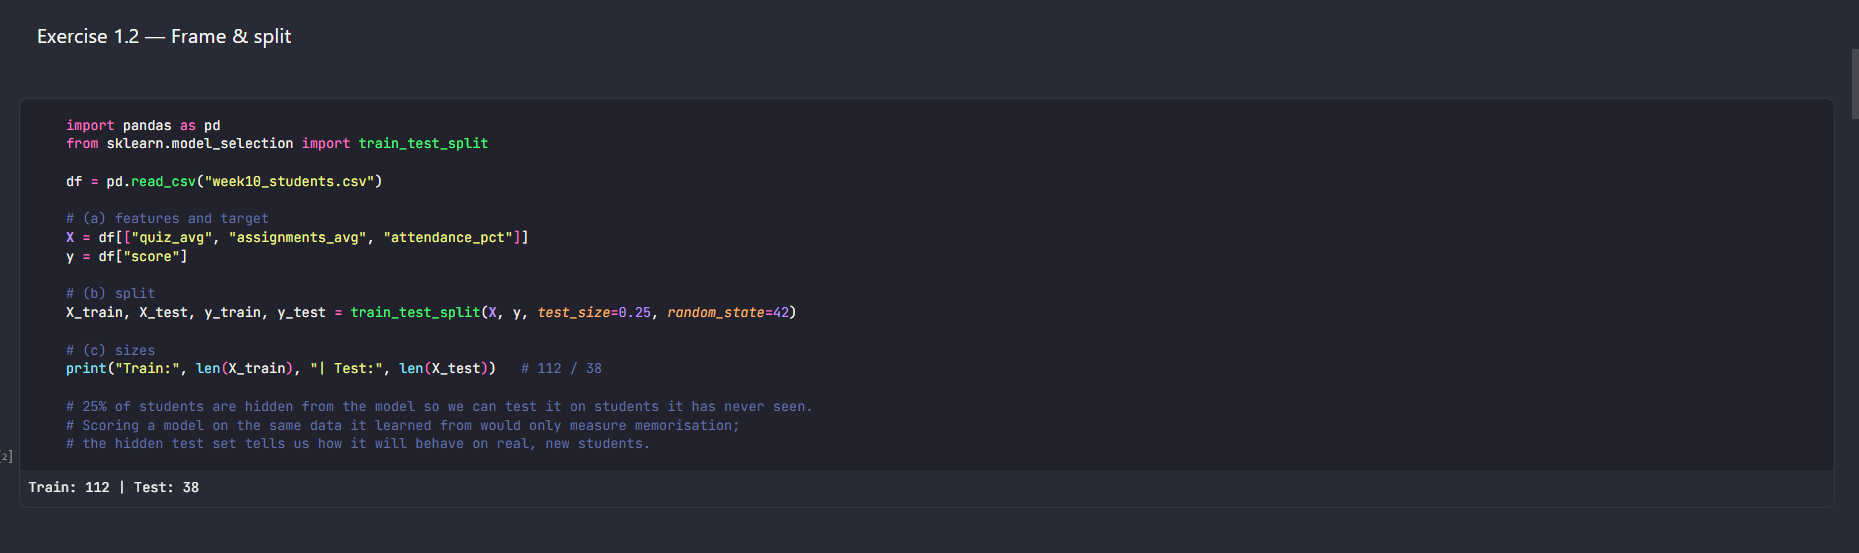 Exercise 1.2 — Frame & split
import pandas as pd
from sklearn.model_selection import train_test_split
df = pd.read_csv("week10_students.csv")
# (a) features and target
X = df[["quiz_avg", "assignments_avg", "attendance_pct"]]
y = df["score"]
# (b) split
X_train, X_test, y_train, y_test = train_test_split(X, y, test_size=0.25, random_state=42)
# (c) sizes
print("Train:", len(X_train), "| Test:", len(X_test))   # 112 / 38
# 25% of students are hidden from the model so we can test it on students it has never seen.
# Scoring a model on the same data it learned from would only measure memorisation;
# the hidden test set tells us how it will behave on real, new students.
2]
Train: 112 | Test: 38